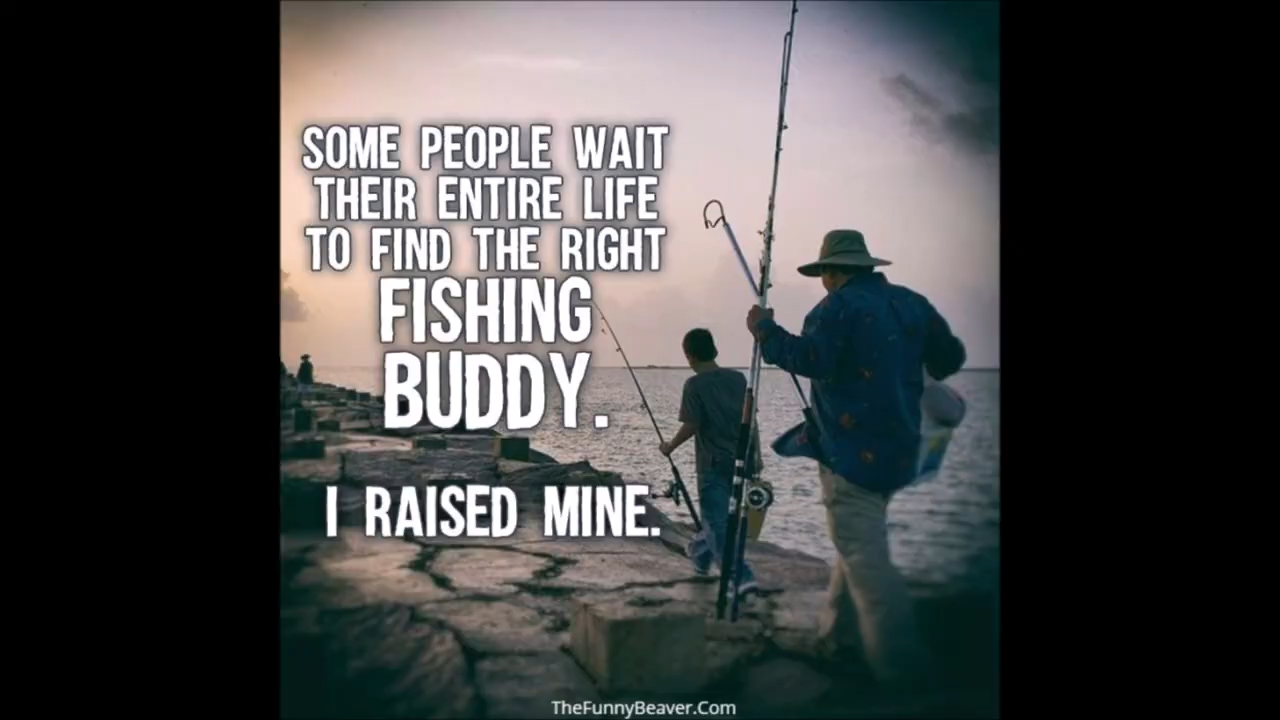 SOME PEOPLE WAIT
THEIR ENTIRE LIFE
TO FIND THE RIGHT
FISHING
BUDDY.
I RAISED MINE.
TheFunnyBeaver.Com